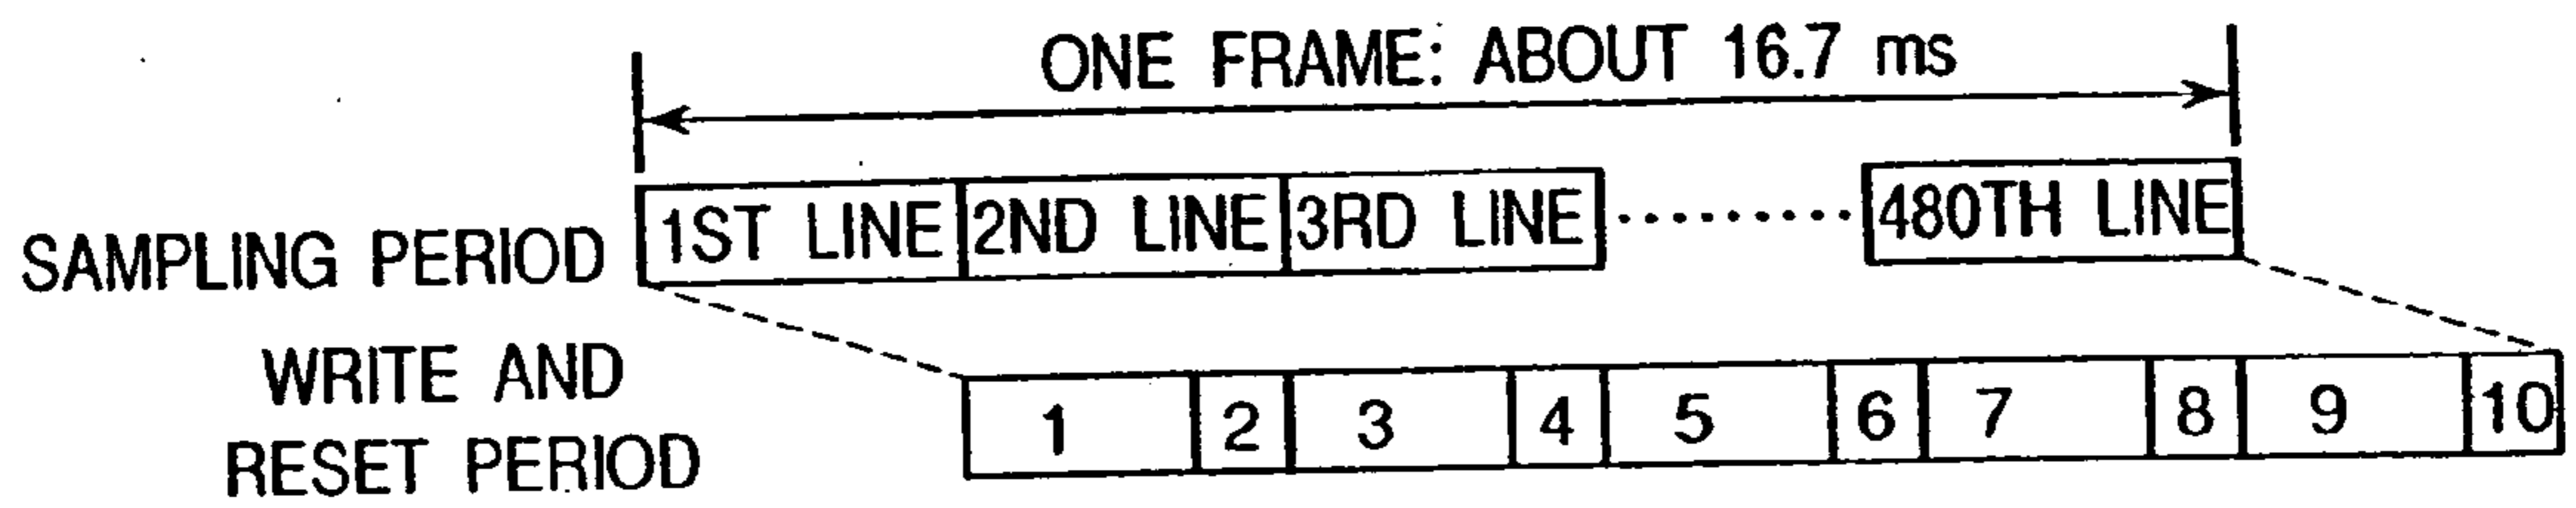 ONE FRAME: ABOUT 16.7 ms
SAMPLING PERIOD 1ST LINE 2ND LINE 3RD LINE ......... 480TH LINE
WRITE AND
RESET PERIOD
1 2 3 4 5 6 7 8 9 10